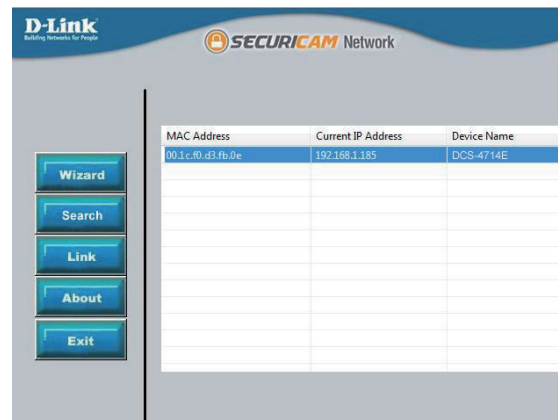 D-Link
Building Networks for People
SECURICAM Network
MAC Address Current IP Address Device Name
00.1c.f0.d3.fb.0e 192.168.1.185 DCS-4714E
Wizard
Search
Link
About
Exit